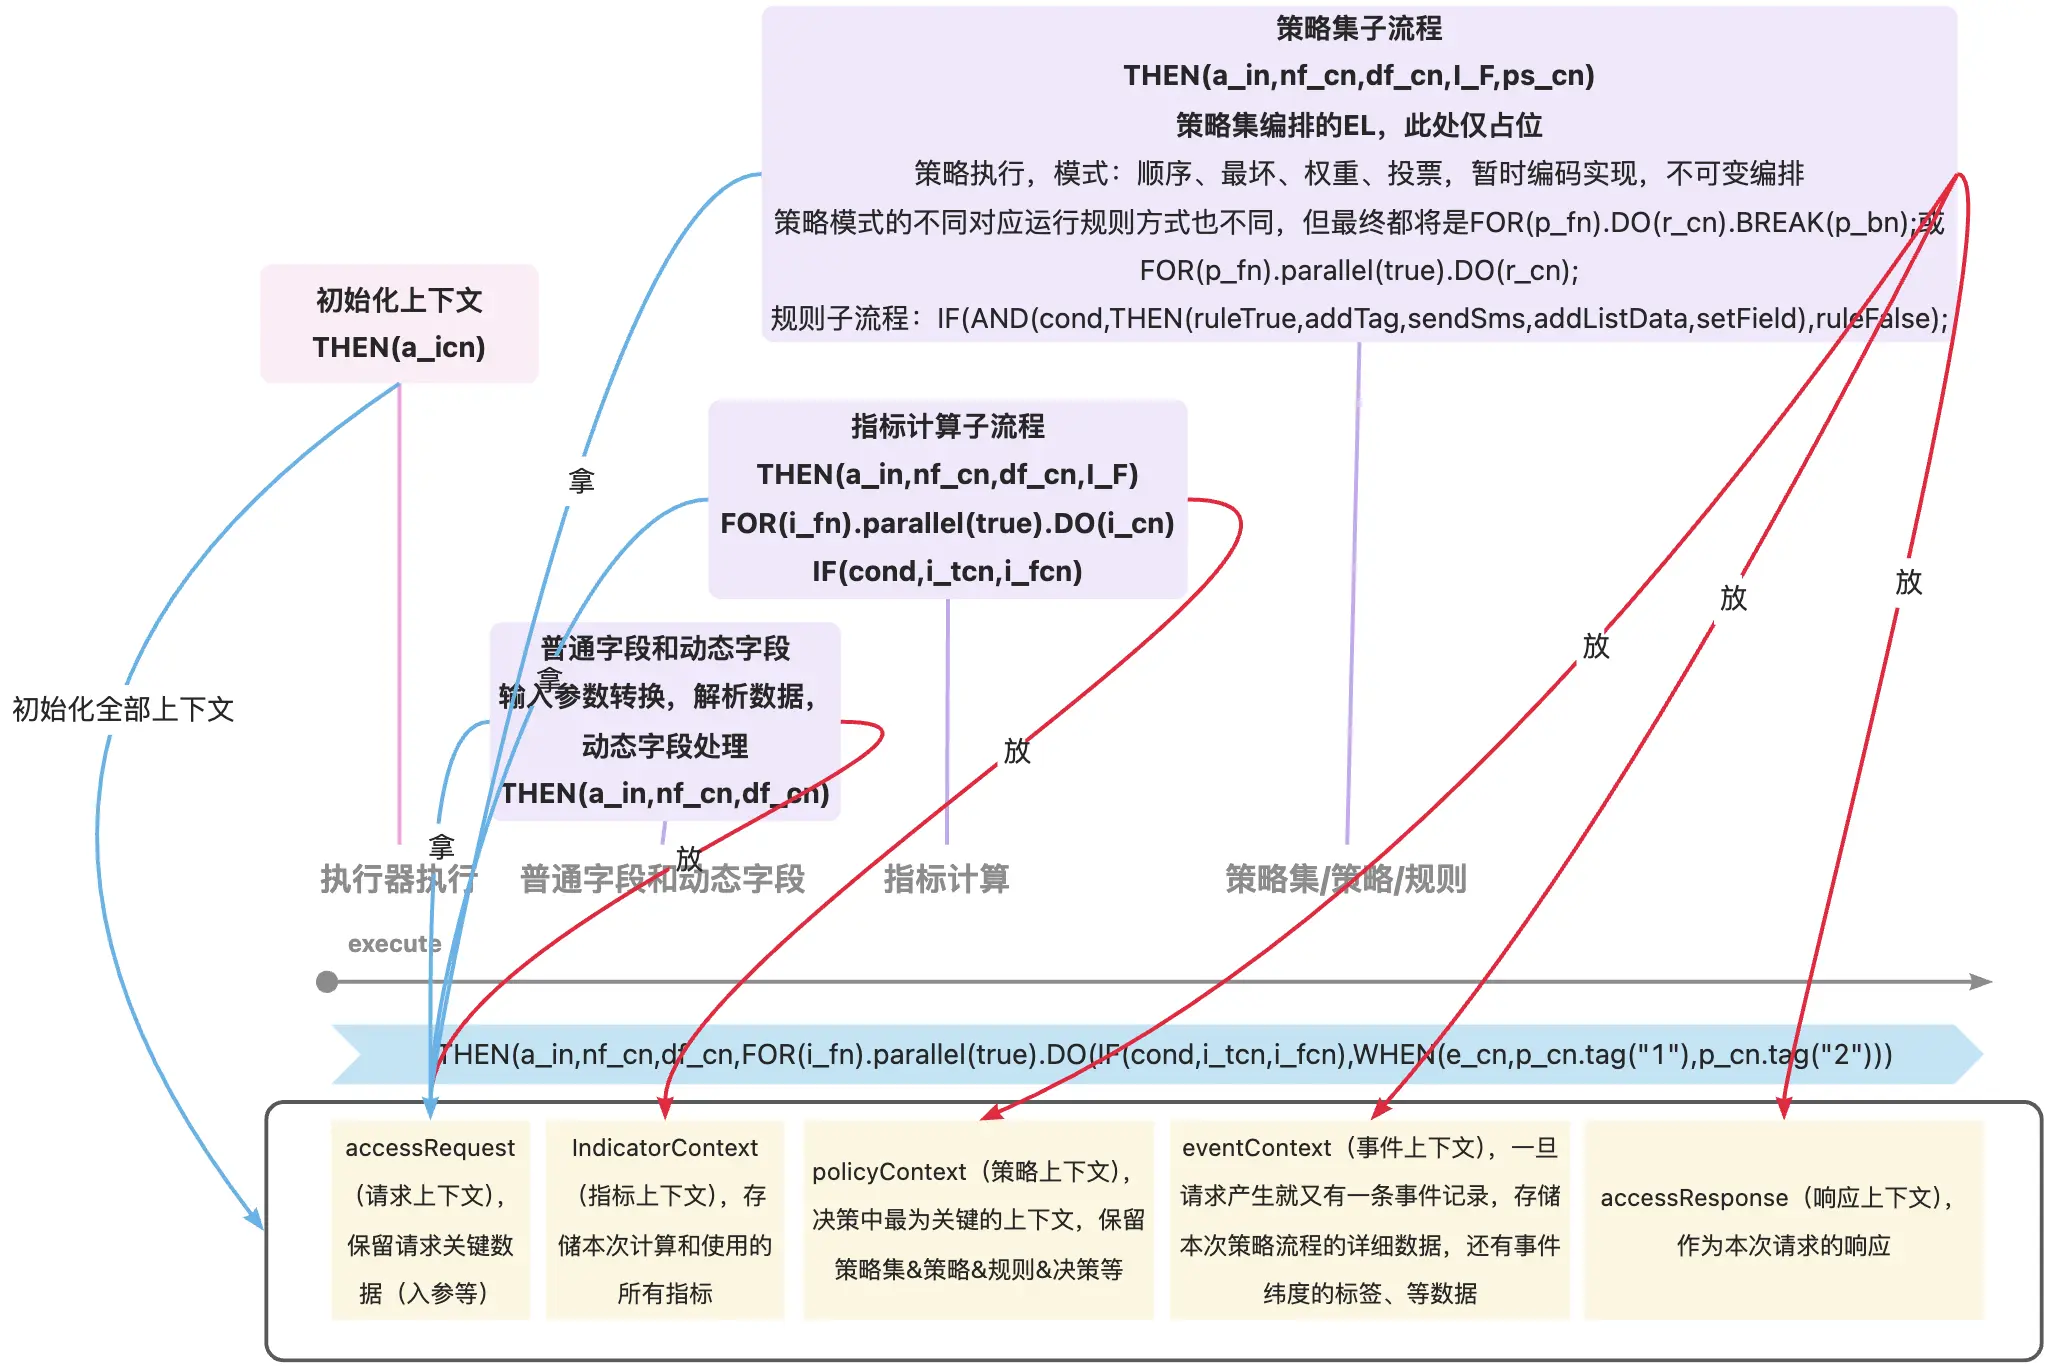 策略集子流程
THEN(a_in,nf_cn,df_cn,I_F,ps_cn)
策略集编排的EL，此处仅占位
策略执行，模式：顺序、最坏、权重、投票，暂时编码实现，不可变编排
策略模式的不同对应运行规则方式也不同，但最终都将是FOR(p_fn).DO(r_cn).BREAK(p_bn);或
FOR(p_fn).parallel(true).DO(r_cn);
规则子流程：IF(AND(cond,THEN(ruleTrue,addTag,sendSms,addListData,setField),ruleFalse);
初始化上下文
THEN(a_icn)
指标计算子流程
THEN(a_in,nf_cn,df_cn,I_F)
FOR(i_fn).parallel(true).DO(i_cn)
IF(cond,i_tcn,i_fcn)
拿
放
放
放
普通字段和动态字段
输入参数转换，解析数据，
动态字段处理
THEN(a_in,nf_cn,df_cn)
拿
初始化全部上下文
放
拿
放
执行器执行
普通字段和动态字段
指标计算
策略集/策略/规则
execute
THEN(a_in,nf_cn,df_cn,FOR(i_fn).parallel(true).DO(IF(cond,i_tcn,i_fcn),WHEN(e_cn,p_cn.tag("1"),p_cn.tag("2")))
accessRequest
（请求上下文），
保留请求关键数
据（入参等）
IndicatorContext
（指标上下文），存
储本次计算和使用的
所有指标
policyContext（策略上下文），
决策中最为关键的上下文，保留
策略集&策略&规则&决策等
eventContext（事件上下文），一旦
请求产生就又有一条事件记录，存储
本次策略流程的详细数据，还有事件
纬度的标签、等数据
accessResponse（响应上下文），
作为本次请求的响应